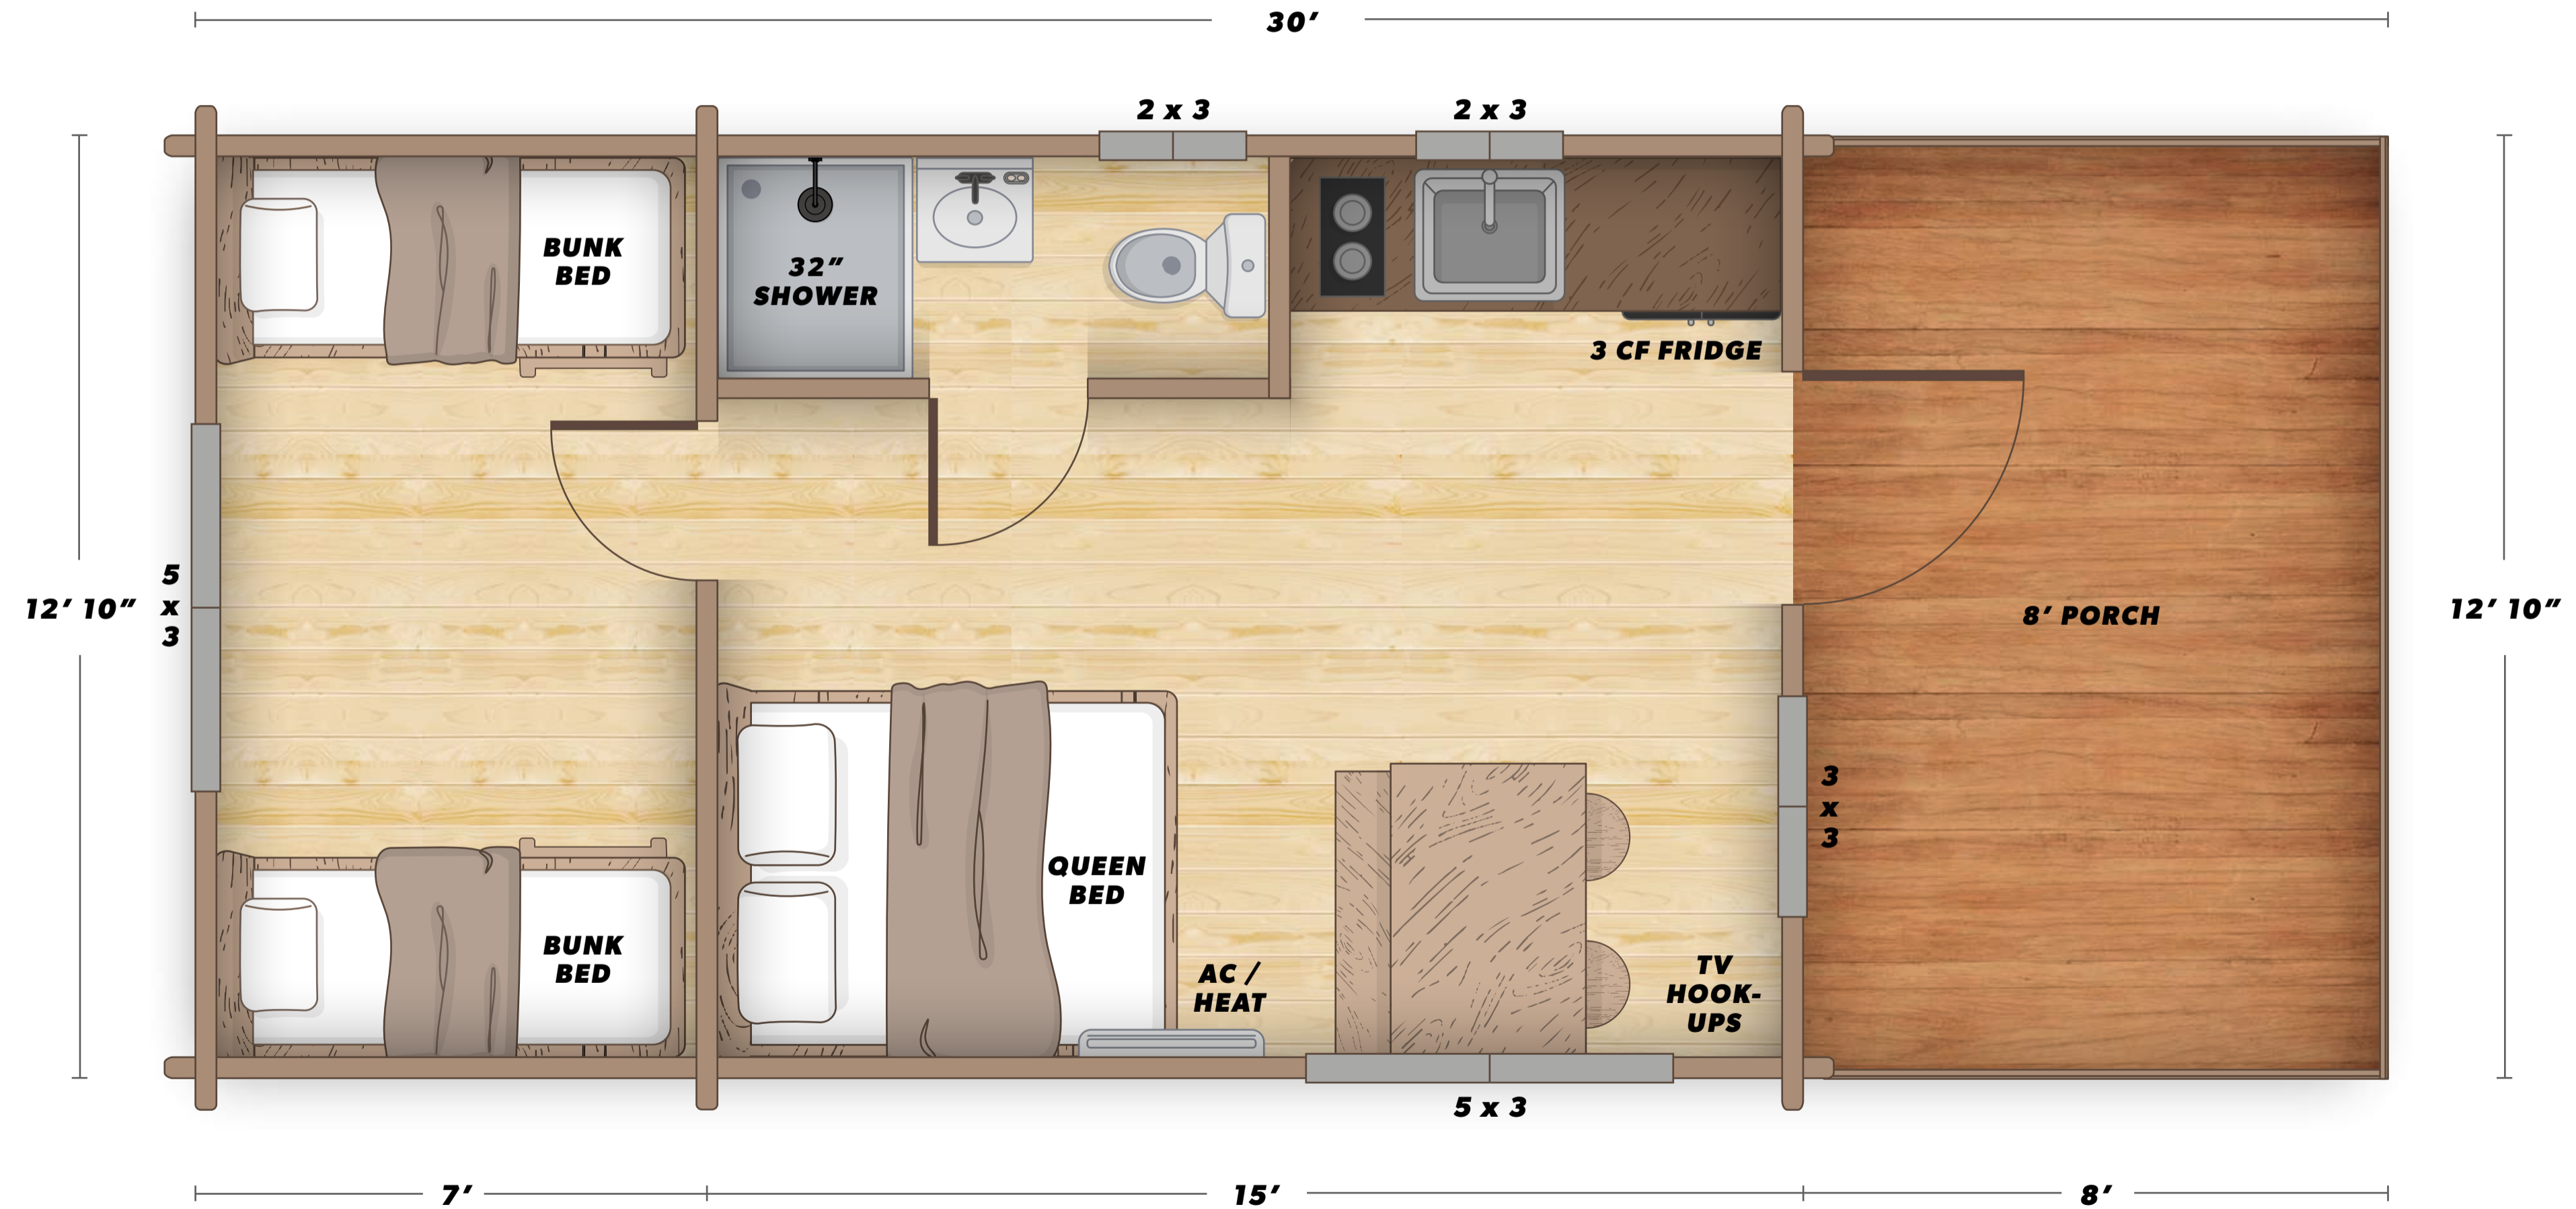 30’
2 x 3
2 x 3
BUNK
BED
32”
SHOWER
3 CF FRIDGE
12’ 10”
5
x
3
8’ PORCH
12’ 10”
3
x
3
QUEEN
BED
BUNK
BED
AC /
HEAT
TV
HOOK-
UPS
5 x 3
7’
15’
8’